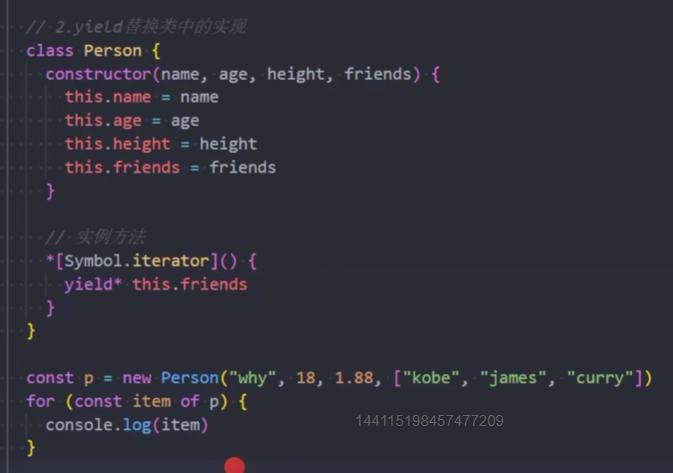 // 2.yield替换类中的实现
class Person {
constructor(name, age, height, friends) {
this.name = name
this.age = age
this.height = height
this.friends = friends
}
// 实例方法
*[Symbol.iterator]() {
yield* this.friends
}
}
const p = new Person("why", 18, 1.88, ["kobe", "james", "curry"])
for (const item of p) {
console.log(item)
144115198457477209
}